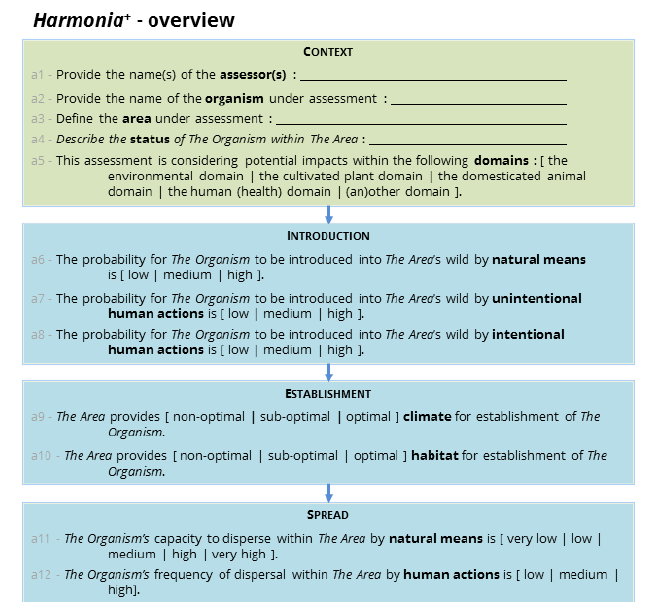 Harmonia+ - overview
CONTEXT
a1 - Provide the name(s) of the assessor(s) : 
a2 - Provide the name of the organism under assessment : 
a3 - Define the area under assessment : 
a4 - Describe the status of The Organism within The Area : 
a5 - This assessment is considering potential impacts within the following domains : [ the
environmental domain | the cultivated plant domain | the domesticated animal
domain | the human (health) domain | (an)other domain ].
INTRODUCTION
a6 - The probability for The Organism to be introduced into The Area's wild by natural means
is [ low | medium | high ].
a7 - The probability for The Organism to be introduced into The Area's wild by unintentional
human actions is [ low | medium | high ].
a8 - The probability for The Organism to be introduced into The Area's wild by intentional
human actions is [ low | medium | high ].
ESTABLISHMENT
a9 - The Area provides [ non-optimal | sub-optimal | optimal ] climate for establishment of The
Organism.
a10 - The Area provides [ non-optimal | sub-optimal | optimal ] habitat for establishment of The
Organism.
SPREAD
a11 - The Organism's capacity to disperse within The Area by natural means is [ very low | low |
medium | high | very high ].
a12 - The Organism's frequency of dispersal within The Area by human actions is [ low | medium |
high].